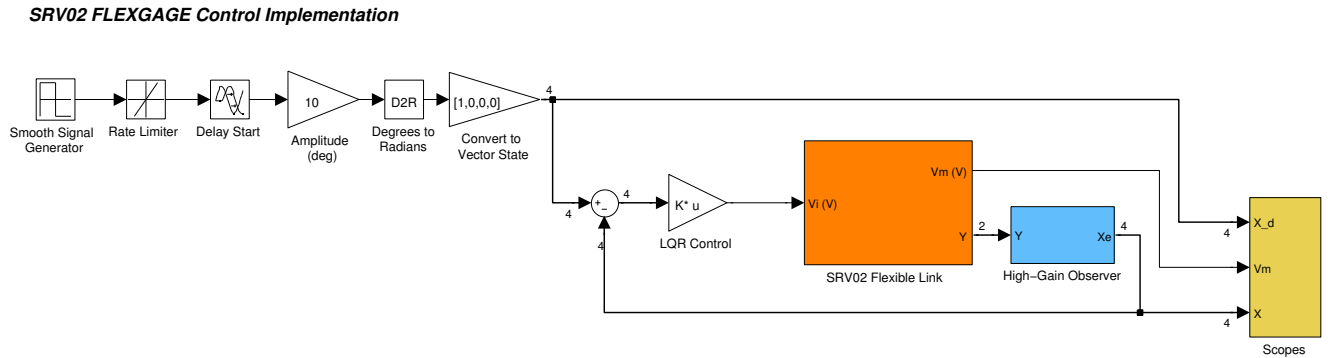 SRV02 FLEXGAGE Control Implementation
Smooth Signal
Generator
Rate Limiter
Delay Start
10
Amplitude
(deg)
D2R
Degrees to
Radians
[1,0,0,0]
Convert to
Vector State
4
4
+
−
4
4
K* u
LQR Control
Vi (V)
Vm (V)
Y
SRV02 Flexible Link
2
Y
Xe
High−Gain Observer
4
4
X_d
Vm
4
X
Scopes